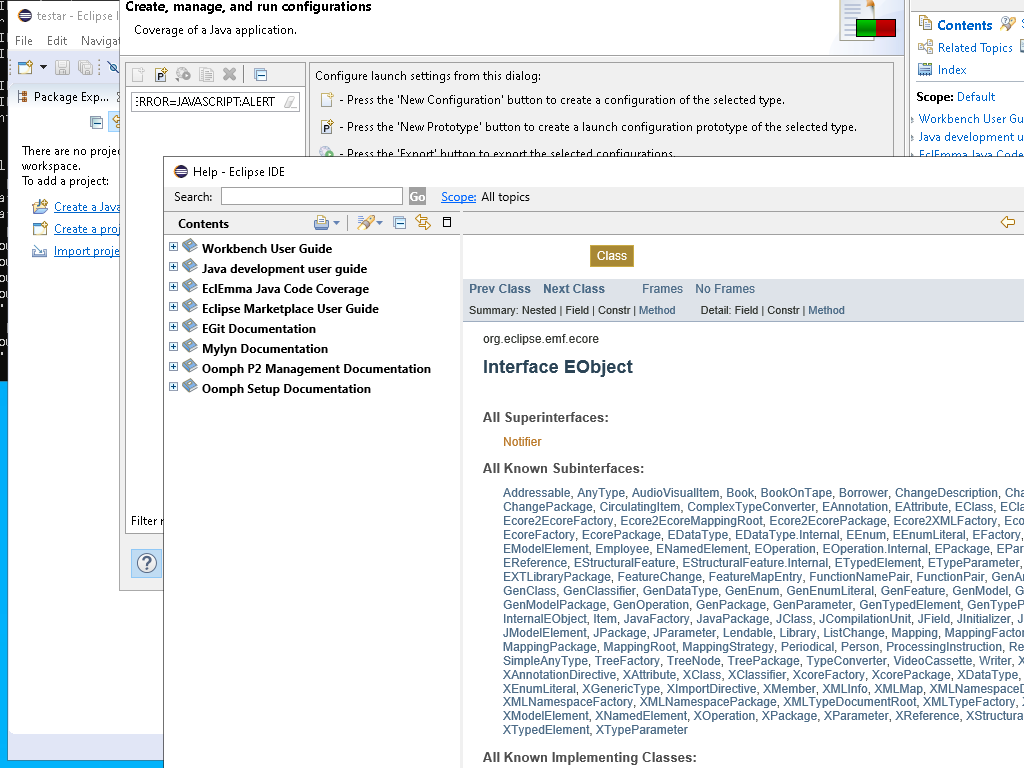 testar - Eclipse I
File Edit Navigat
Package Exp...
There are no projec
workspace.
To add a project:
Create a Java
Create a proj
Import proje
Create, manage, and run configurations
Coverage of a Java application.
:RROR=JAVASCRIPT:ALERT
Filter r
Configure launch settings from this dialog:
- Press the 'New Configuration' button to create a configuration of the selected type.
- Press the 'New Prototype' button to create a launch configuration prototype of the selected type.
- Press the 'Export' button to export the selected configurations.
Contents
Related Topics
Index
Scope: Default
Workbench User Gu
Java development u
EclEmma Java Code
Help - Eclipse IDE
Search: Go Scope: All topics
Contents
Workbench User Guide
Java development user guide
EclEmma Java Code Coverage
Eclipse Marketplace User Guide
EGit Documentation
Mylyn Documentation
Oomph P2 Management Documentation
Oomph Setup Documentation
Class
Prev Class Next Class Frames No Frames
Summary: Nested | Field | Constr | Method Detail: Field | Constr | Method
org.eclipse.emf.ecore
Interface EObject
All Superinterfaces:
Notifier
All Known Subinterfaces:
Addressable, AnyType, AudioVisualItem, Book, BookOnTape, Borrower, ChangeDescription, Cha
ChangePackage, CirculatingItem, ComplexTypeConverter, EAnnotation, EAttribute, EClass, ECla
Ecore2EcoreFactory, Ecore2EcoreMappingRoot, Ecore2EcorePackage, Ecore2XMLFactory, Eco
EcoreFactory, EcorePackage, EDataType, EDataType.Internal, EEnum, EEnumLiteral, EFactory,
EModelElement, Employee, ENamedElement, EOperation, EOperation.Internal, EPackage, EPar
EReference, EStructuralFeature, EStructuralFeature.Internal, ETypedElement, ETypeParameter,
EXTLibraryPackage, FeatureChange, FeatureMapEntry, FunctionNamePair, FunctionPair, GenAn
GenClass, GenClassifier, GenDataType, GenEnum, GenEnumLiteral, GenFeature, GenModel, G
GenModelPackage, GenOperation, GenPackage, GenParameter, GenTypedElement, GenTypeP
InternalEObject, Item, JavaFactory, JavaPackage, JClass, JCompilationUnit, JField, JInitializer, J
JModelElement, JPackage, JParameter, Lendable, Library, ListChange, Mapping, MappingFactor
MappingPackage, MappingRoot, MappingStrategy, Periodical, Person, ProcessingInstruction, Re
SimpleAnyType, TreeFactory, TreeNode, TreePackage, TypeConverter, VideoCassette, Writer, X
XAnnotationDirective, XAttribute, XClass, XClassifier, XcoreFactory, XcorePackage, XDataType,
XEnumLiteral, XGenericType, XImportDirective, XMember, XMLInfo, XMLMap, XMLNamespaceD
XMLNamespaceFactory, XMLNamespacePackage, XMLTypeDocumentRoot, XMLTypeFactory, X
XModelElement, XNamedElement, XOperation, XPackage, XParameter, XReference, XStructura
XTypedElement, XTypeParameter
All Known Implementing Classes: